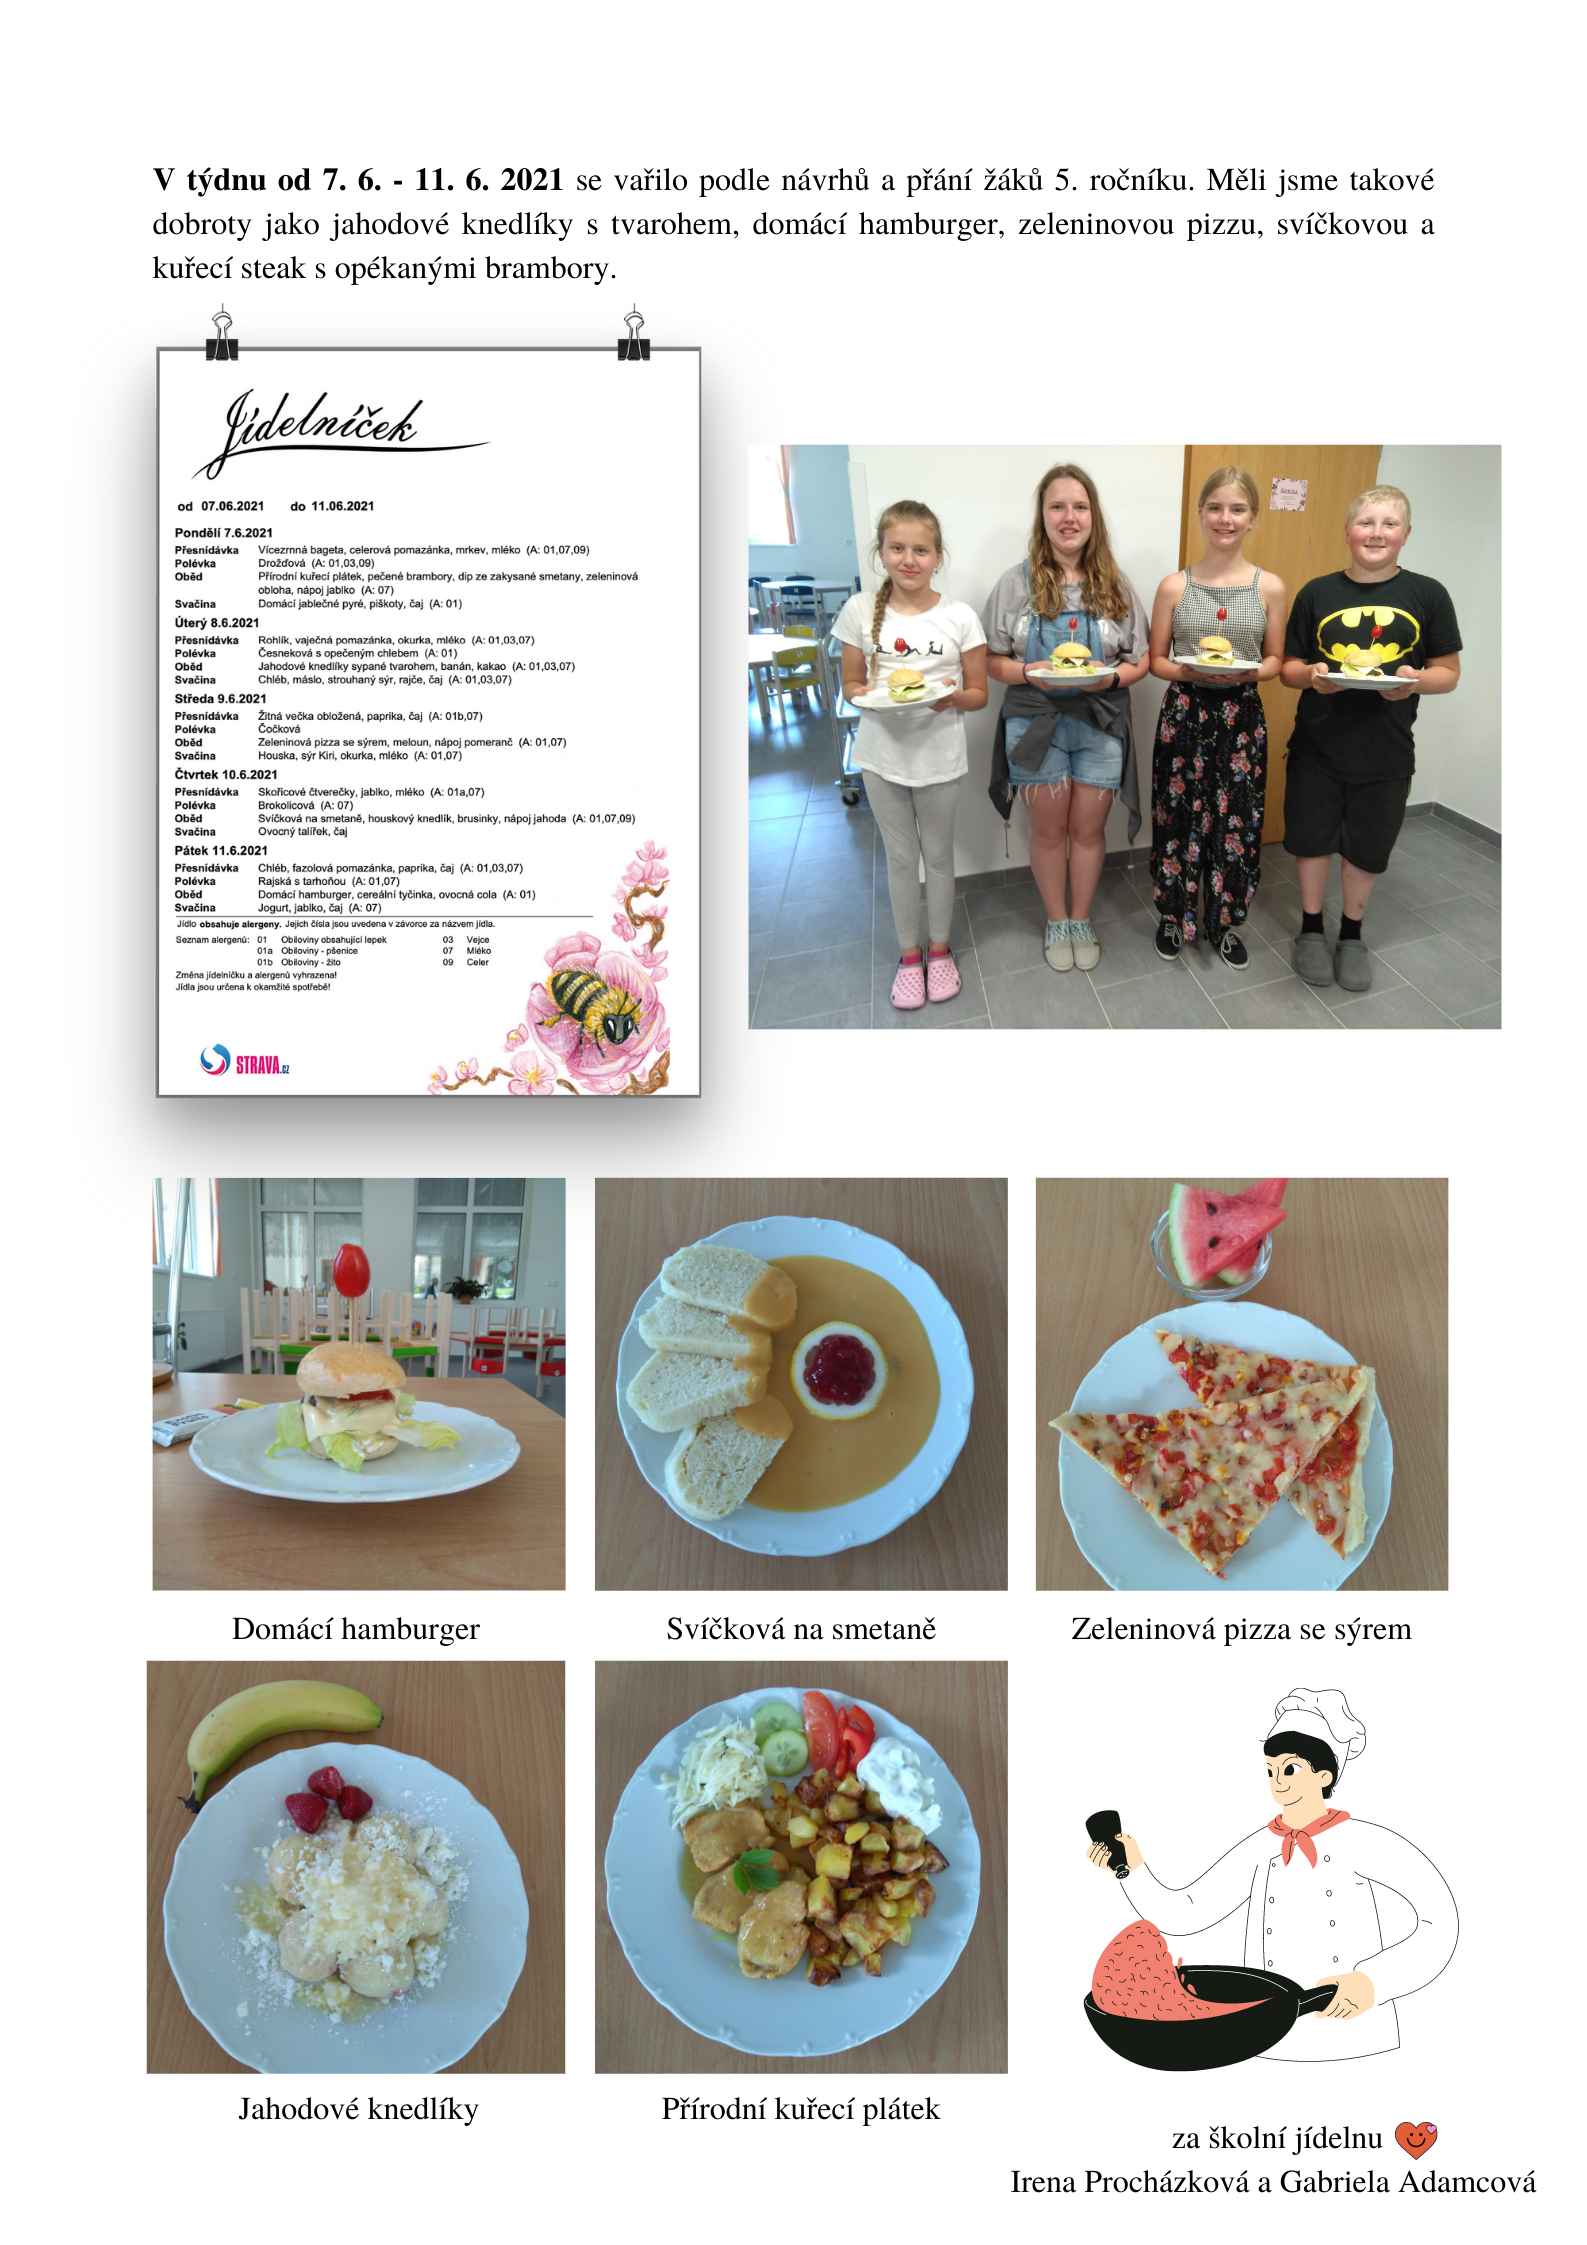 V týdnu od 7. 6. - 11. 6. 2021 se vařilo podle návrhů a přání žáků 5. ročníku. Měli jsme takové
dobroty jako jahodové knedlíky s tvarohem, domácí hamburger, zeleninovou pizzu, svíčkovou a
kuřecí steak s opékanými brambory.
Jídelníček
od 07.06.2021 do 11.06.2021
Pondělí 7.6.2021
Přesnídávka Vícezrnná bageta, celerová pomazánka, mrkev, mléko (A: 01,07,09)
Polévka Drožďová (A: 01,03,09)
Oběd Přírodní kuřecí plátek, pečené brambory, dip ze zakysané smetany, zeleninová
obloha, nápoj jablko (A: 07)
Svačina Domácí jablečné pyré, piškoty, čaj (A: 01)
Úterý 8.6.2021
Přesnídávka Rohlík, vaječná pomazánka, okurka, mléko (A: 01,03,07)
Polévka Česneková s opečeným chlebem (A: 01)
Oběd Jahodové knedlíky sypané tvarohem, banán, kakao (A: 01,03,07)
Svačina Chléb, máslo, strouhaný sýr, rajče, čaj (A: 01,03,07)
Středa 9.6.2021
Přesnídávka Žitná večka obložená, paprika, čaj (A: 01b,07)
Polévka Čočková
Oběd Zeleninová pizza se sýrem, meloun, nápoj pomeranč (A: 01,07)
Svačina Houska, sýr Kiri, okurka, mléko (A: 01,07)
Čtvrtek 10.6.2021
Přesnídávka Skořicové čtverečky, jablko, mléko (A: 01a,07)
Polévka Brokolicová (A: 07)
Oběd Svíčková na smetaně, houskový knedlík, brusinky, nápoj jahoda (A: 01,07,09)
Svačina Ovocný talířek, čaj
Pátek 11.6.2021
Přesnídávka Chléb, fazolová pomazánka, paprika, čaj (A: 01,03,07)
Polévka Rajská s tarhoňou (A: 01,07)
Oběd Domácí hamburger, cereální tyčinka, ovocná cola (A: 01)
Svačina Jogurt, jablko, čaj (A: 07)
Jídlo obsahuje alergeny. Jejich čísla jsou uvedena v závorce za názvem jídla.
Seznam alergenů: 01 Obiloviny obsahující lepek 03 Vejce
01a Obiloviny - pšenice 07 Mléko
01b Obiloviny - žito 09 Celer
Změna jídelníčku a alergenů vyhrazena!
Jídla jsou určena k okamžité spotřebě!
STRAVA.cz
Domácí hamburger
Svíčková na smetaně
Zeleninová pizza se sýrem
Jahodové knedlíky
Přírodní kuřecí plátek
za školní jídelnu
Irena Procházková a Gabriela Adamcová